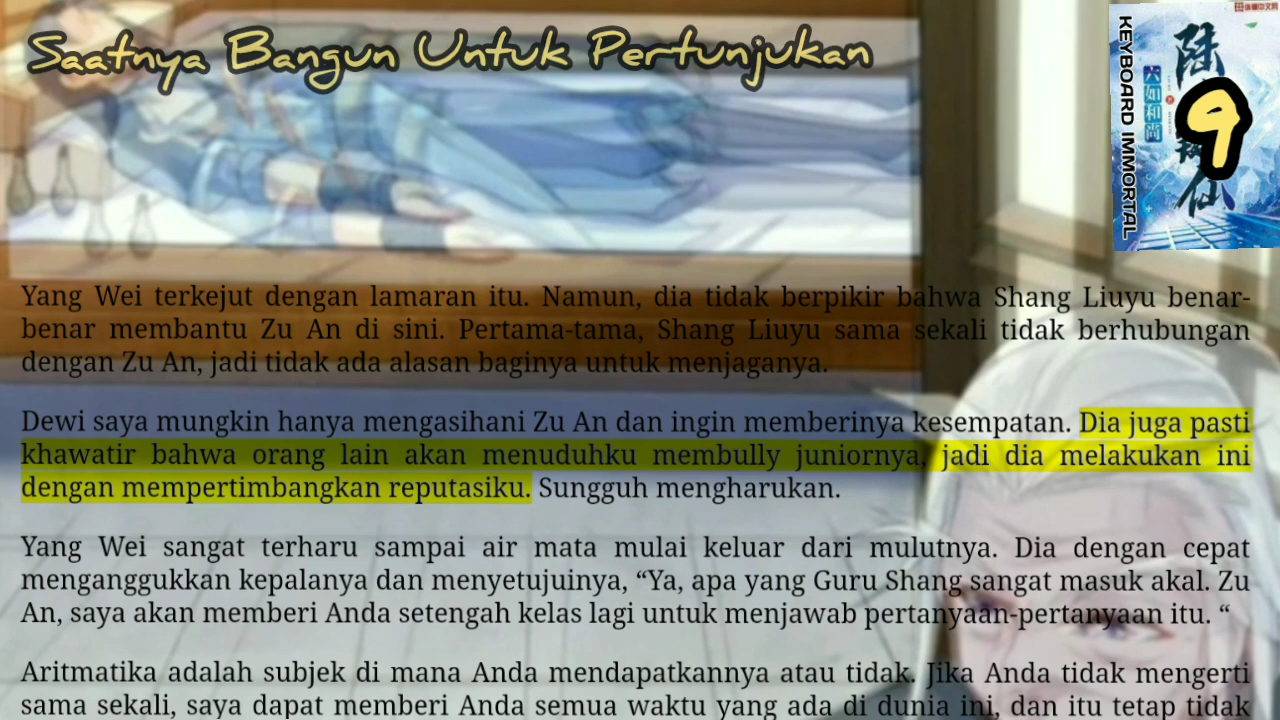 Saatnya Bangun Untuk Pertunjukan
KEYBOARD IMMORTAL
陆
六如和尚
仙
9
Yang Wei terkejut dengan lamaran itu. Namun, dia tidak berpikir bahwa Shang Liuyu benar-
benar membantu Zu An di sini. Pertama-tama, Shang Liuyu sama sekali tidak berhubungan
dengan Zu An, jadi tidak ada alasan baginya untuk menjaganya.
Dewi saya mungkin hanya mengasihani Zu An dan ingin memberinya kesempatan. Dia juga pasti
khawatir bahwa orang lain akan menuduhku membully juniornya, jadi dia melakukan ini
dengan mempertimbangkan reputasiku. Sungguh mengharukan.
Yang Wei sangat terharu sampai air mata mulai keluar dari mulutnya. Dia dengan cepat
menganggukkan kepalanya dan menyetujuinya, “Ya, apa yang Guru Shang sangat masuk akal. Zu
An, saya akan memberi Anda setengah kelas lagi untuk menjawab pertanyaan-pertanyaan itu. “
Aritmatika adalah subjek di mana Anda mendapatkannya atau tidak. Jika Anda tidak mengerti
sama sekali, saya dapat memberi Anda semua waktu yang ada di dunia ini, dan itu tetap tidak